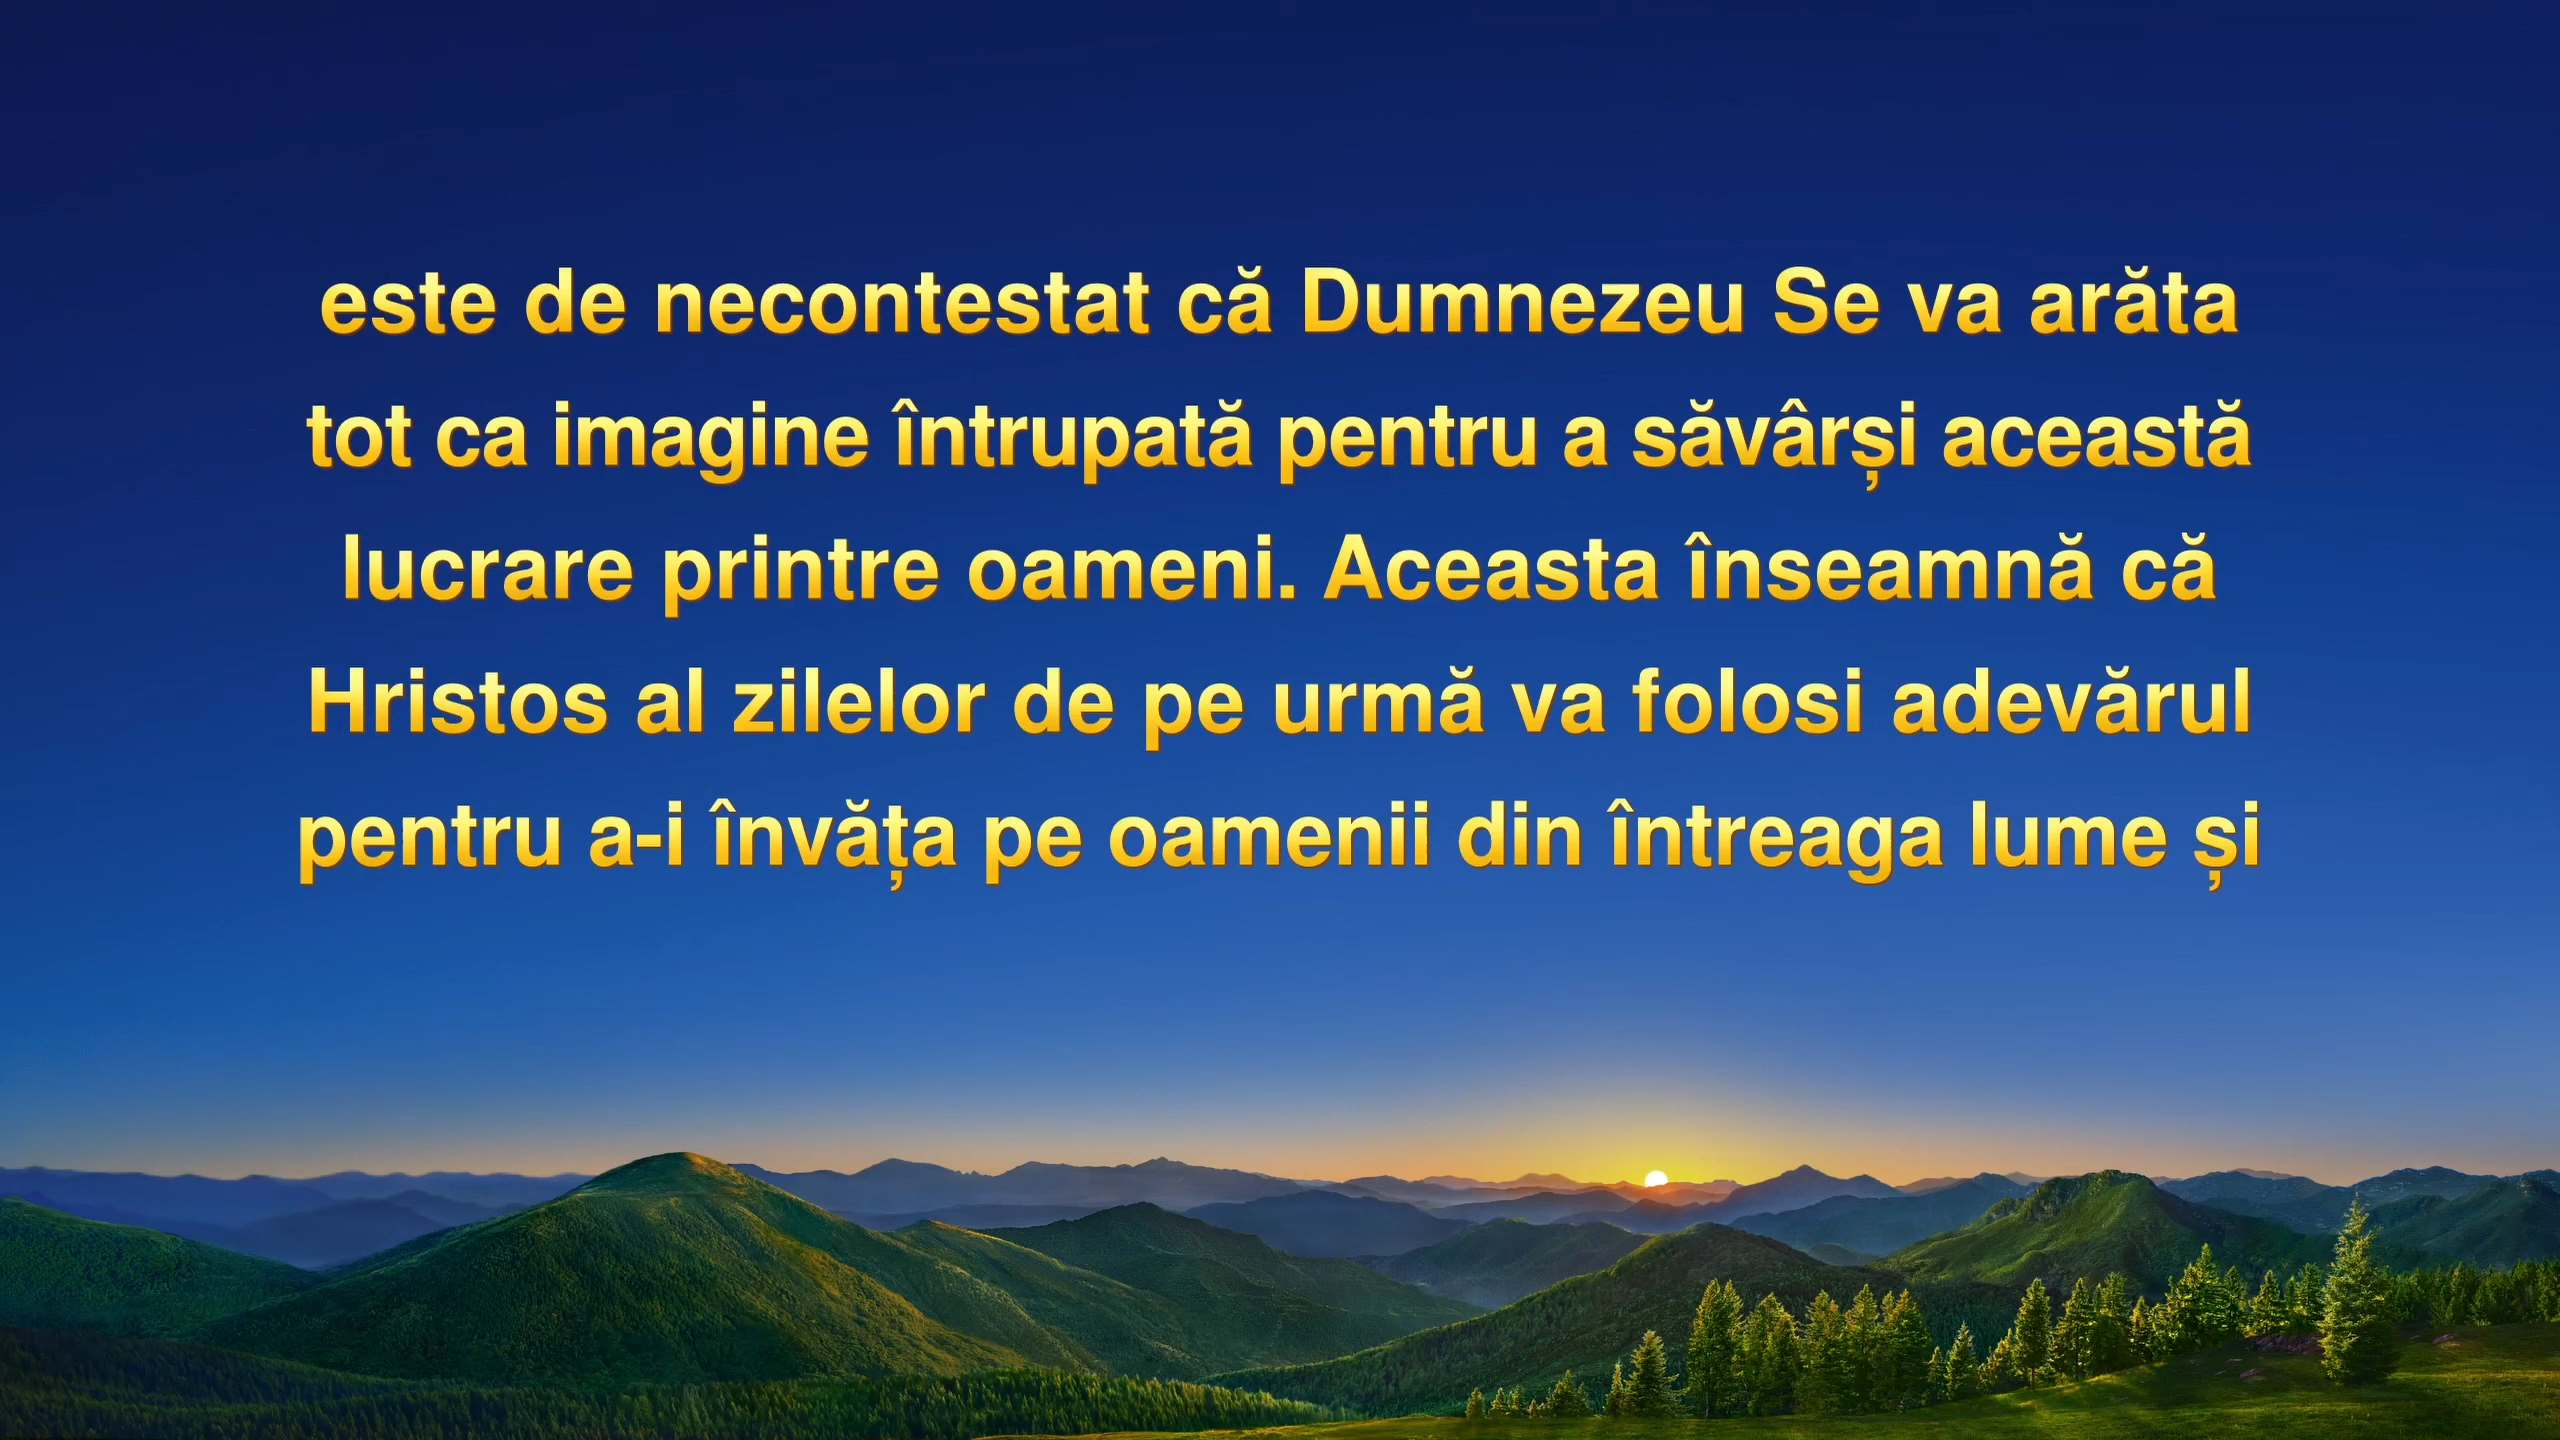 este de necontestat că Dumnezeu Se va arăta
tot ca imagine întrupată pentru a săvârși această
lucrare printre oameni. Aceasta înseamnă că
Hristos al zilelor de pe urmă va folosi adevărul
pentru a-i învăța pe oamenii din întreaga lume și